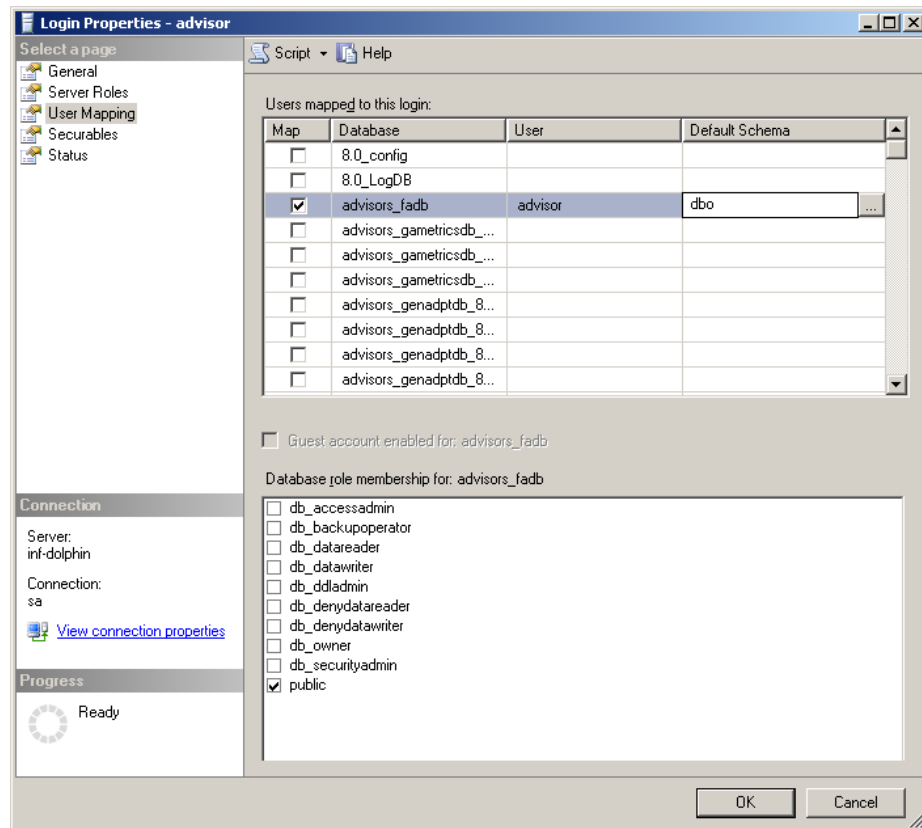 Login Properties - advisor
Select a page
General
Server Roles
User Mapping
Securables
Status
Script Help
Users mapped to this login:
Map Database User Default Schema
8.0_config
8.0_LogDB
advisors_fadb advisor dbo ...
advisors_gametricsdb_...
advisors_gametricsdb_...
advisors_gametricsdb_...
advisors_genadptdb_8...
advisors_genadptdb_8...
advisors_genadptdb_8...
advisors_genadptdb_8...
Guest account enabled for: advisors_fadb
Database role membership for: advisors_fadb
db_accessadmin
db_backupoperator
db_datareader
db_datawriter
db_ddladmin
db_denydatareader
db_denydatawriter
db_owner
db_securityadmin
public
Connection
Server:
inf-dolphin
Connection:
sa
View connection properties
Progress
Ready
OK Cancel